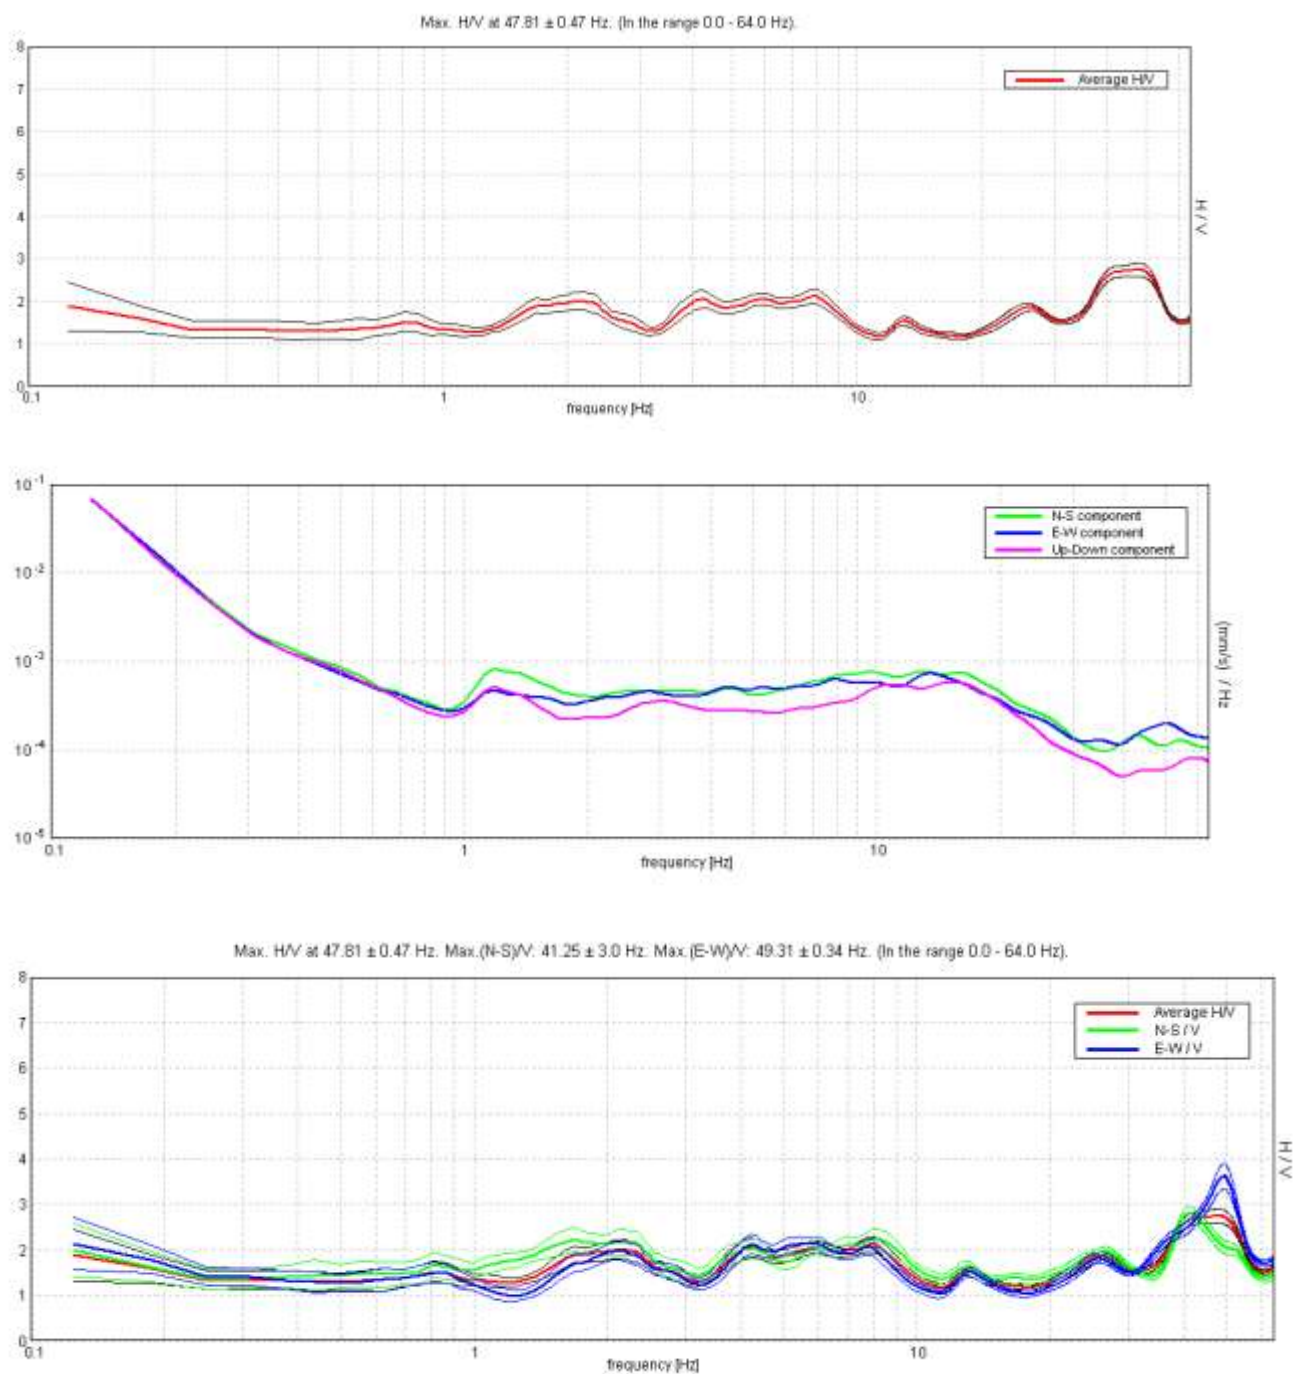 Max. H/V at 47.81 ± 0.47 Hz. (In the range 0.0 - 64.0 Hz).
8
7
6
5
4
3
2
1
0
Average H/V
H / V
0.1 1 10
frequency [Hz]
10-1
10-2
10-3
10-4
10-5
N-S component
E-W component
Up-Down component
(mm/s) / Hz
0.1 1 10
frequency [Hz]
Max. H/V at 47.81 ± 0.47 Hz. Max.(N-S)/V: 41.25 ± 3.0 Hz. Max.(E-W)/V: 49.31 ± 0.34 Hz. (In the range 0.0 - 64.0 Hz).
8
7
6
5
4
3
2
1
0
Average H/V
N-S / V
E-W / V
H / V
0.1 1 10
frequency [Hz]